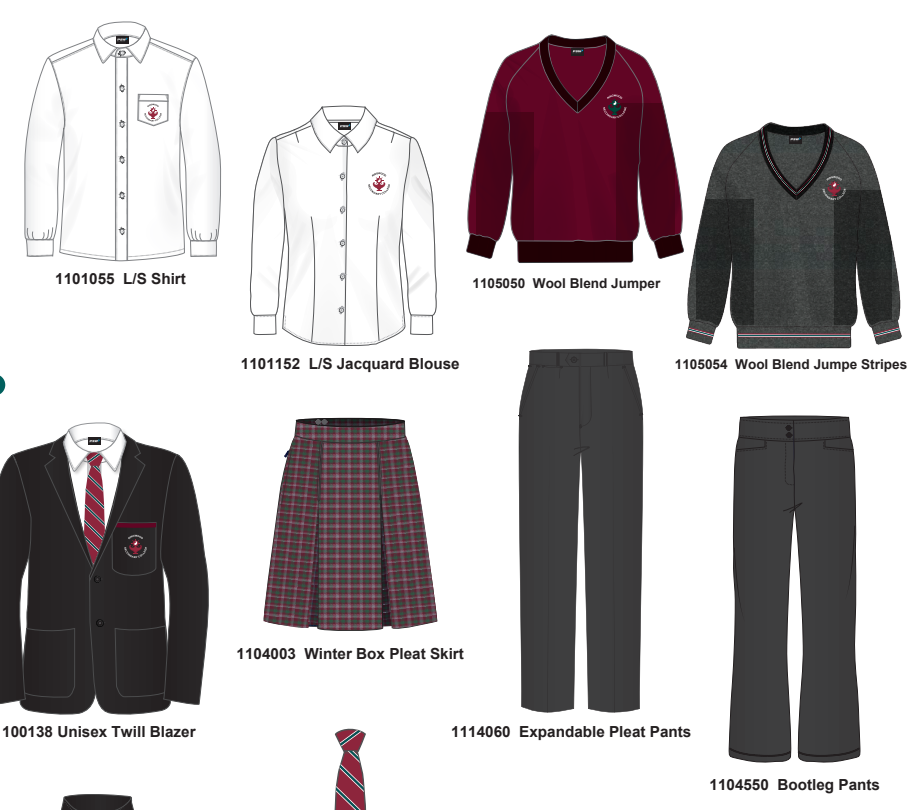 1101055 L/S Shirt
1105050 Wool Blend Jumper
1101152 L/S Jacquard Blouse
1105054 Wool Blend Jumpe Stripes
1104003 Winter Box Pleat Skirt
100138 Unisex Twill Blazer
1114060 Expandable Pleat Pants
1104550 Bootleg Pants